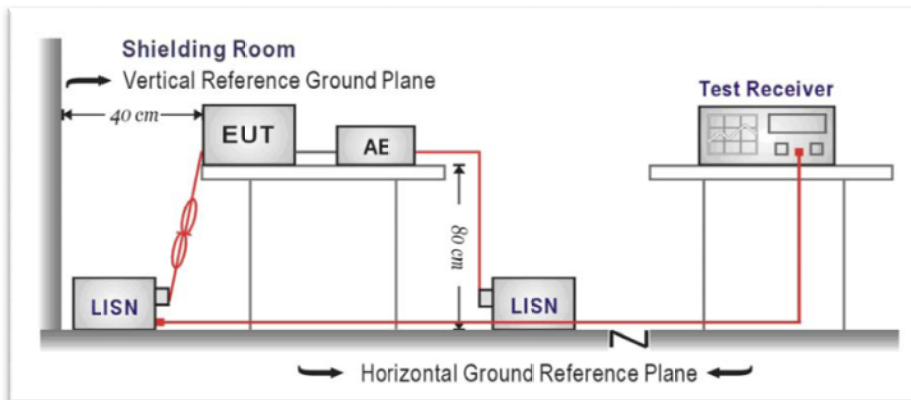 Shielding Room
Vertical Reference Ground Plane
40 cm
EUT
AE
Test Receiver
80 cm
LISN
LISN
Horizontal Ground Reference Plane